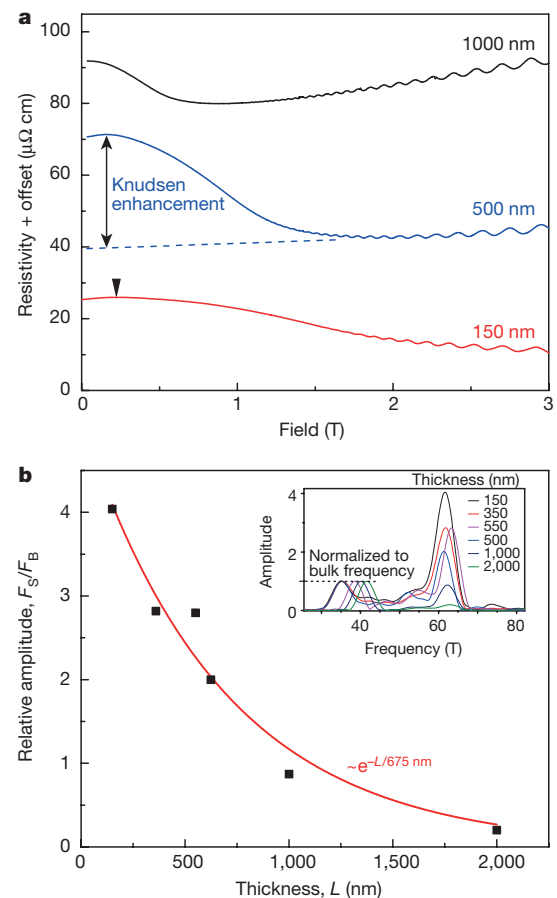 a
100
80
60
40
20
0
Resistivity + offset (μΩ cm)
1000 nm
Knudsen
enhancement
500 nm
150 nm
0
1
2
3
Field (T)
b
4
3
2
1
0
Relative amplitude, F_S/F_B
~e^–L/675 nm
0
500
1,000
1,500
2,000
Thickness, L (nm)
Thickness (nm)
150
350
550
500
1,000
2,000
Normalized to
bulk frequency
4
2
0
Amplitude
40
60
80
Frequency (T)